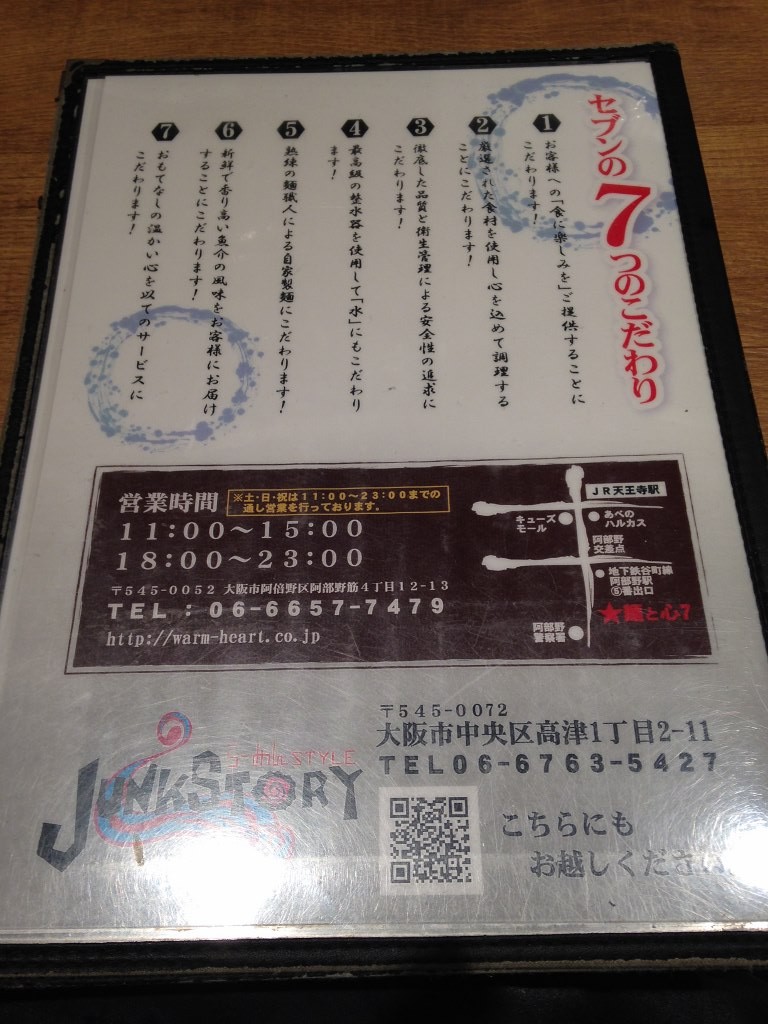 セブンの7つのこだわり
1 お客様への「食に楽しみを」ご提供することに
こだわります!
2 厳選された食材を使用し心を込めて調理する
ことにこだわります!
3 徹底した品質と衛生管理による安全性の追求に
こだわります!
4 最高級の整水器を使用して「水」にもこだわり
ます!
5 熟練の麺職人による自家製麺にこだわります!
6 新鮮で香り高い魚介の風味をお客様にお届け
することにこだわります!
7 おもてなしの温かい心を以てのサービスに
こだわります!
営業時間
※土・日・祝は11:00〜23:00までの
通し営業を行っております。
11:00〜15:00
18:00〜23:00
〒545-0052 大阪市阿倍野区阿部野筋4丁目12-13
TEL:06-6657-7479
http://warm-heart.co.jp
JR天王寺駅
キューズ
モール
あべの
ハルカス
阿部野
交差点
地下鉄谷町線
阿部野駅
⑤番出口
★麺と心7
阿部野
警察署
〒545-0072
大阪市中央区高津1丁目2-11
TEL06-6763-5427
STYLE
JUNKSTORY
こちらにも
お越しください